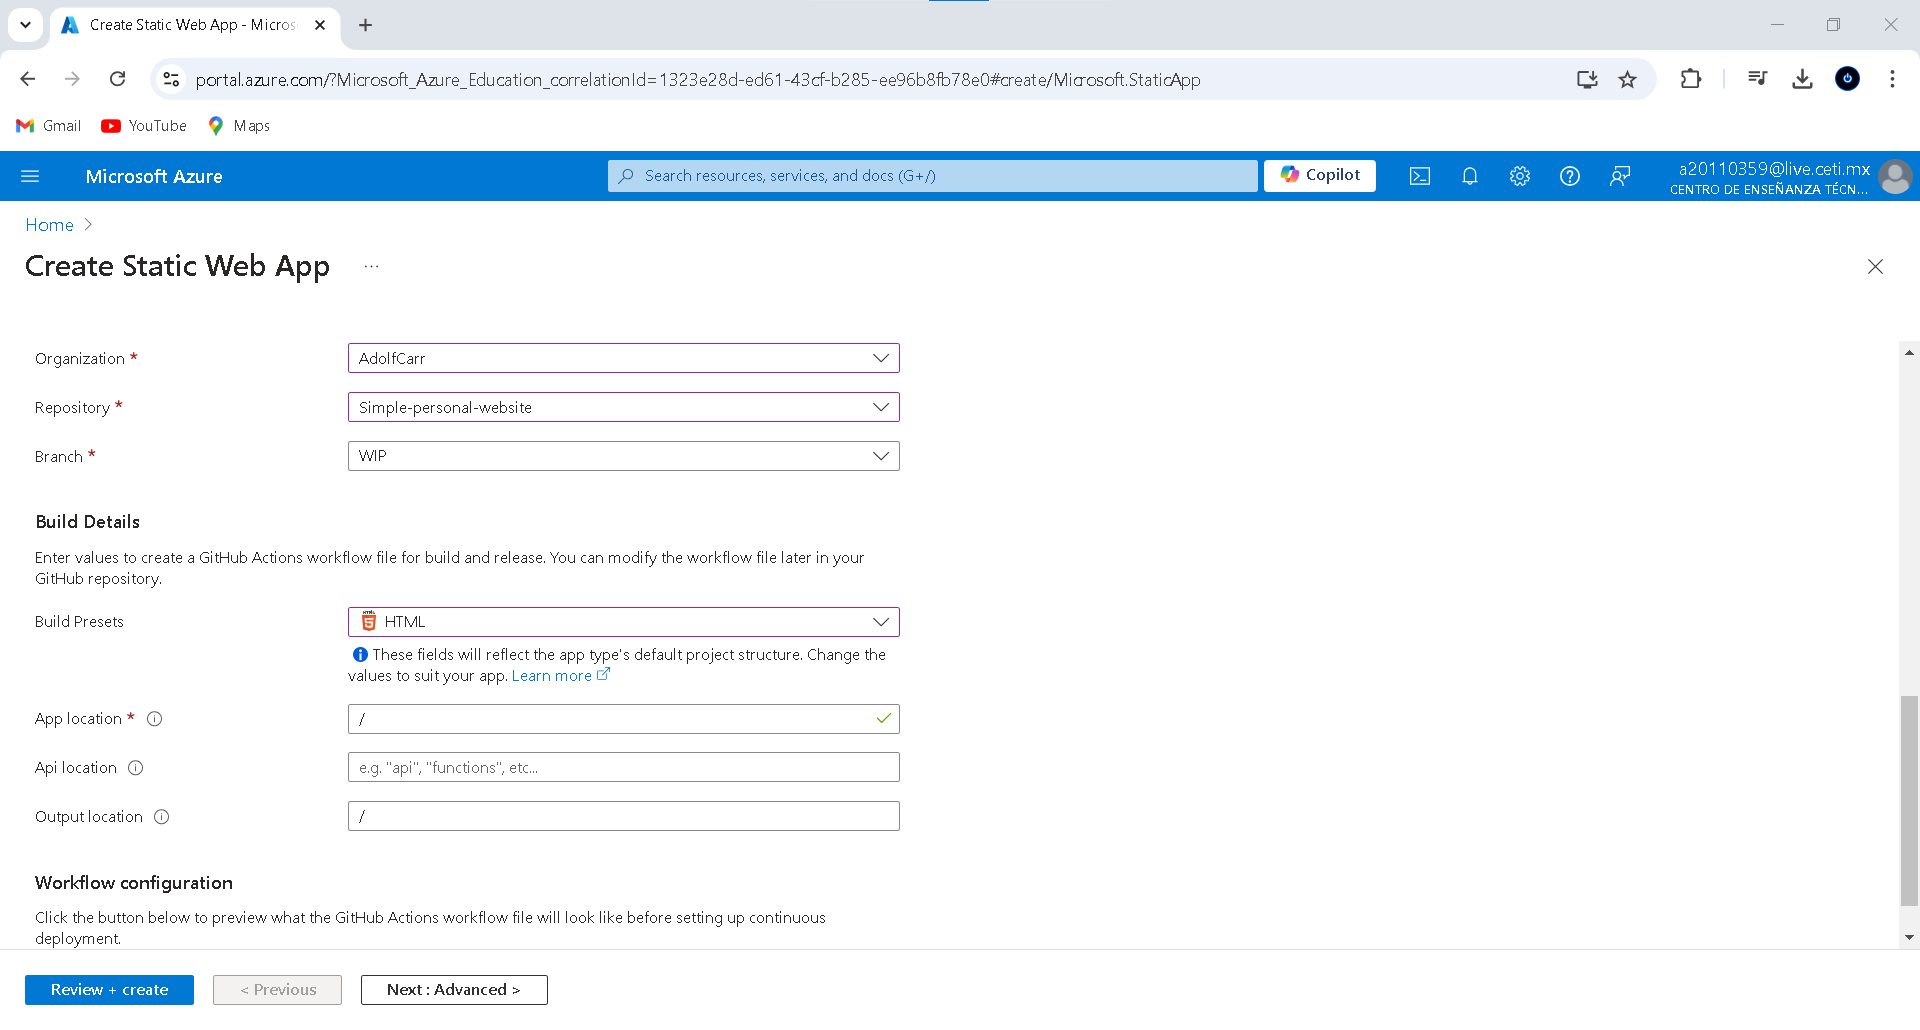 Create Static Web App - Micros
portal.azure.com/?Microsoft_Azure_Education_correlationId=1323e28d-ed61-43cf-b285-ee96b8fb78e0#create/Microsoft.StaticApp
Gmail YouTube Maps
Microsoft Azure
Search resources, services, and docs (G+/)
Copilot
a20110359@live.ceti.mx
CENTRO DE ENSEÑANZA TÉCN...
Home >
Create Static Web App ...
Organization * AdolfCarr
Repository * Simple-personal-website
Branch * WIP
Build Details
Enter values to create a GitHub Actions workflow file for build and release. You can modify the workflow file later in your
GitHub repository.
Build Presets HTML
These fields will reflect the app type's default project structure. Change the
values to suit your app. Learn more
App location * /
Api location e.g. "api", "functions", etc...
Output location /
Workflow configuration
Click the button below to preview what the GitHub Actions workflow file will look like before setting up continuous
deployment.
Review + create < Previous Next : Advanced >